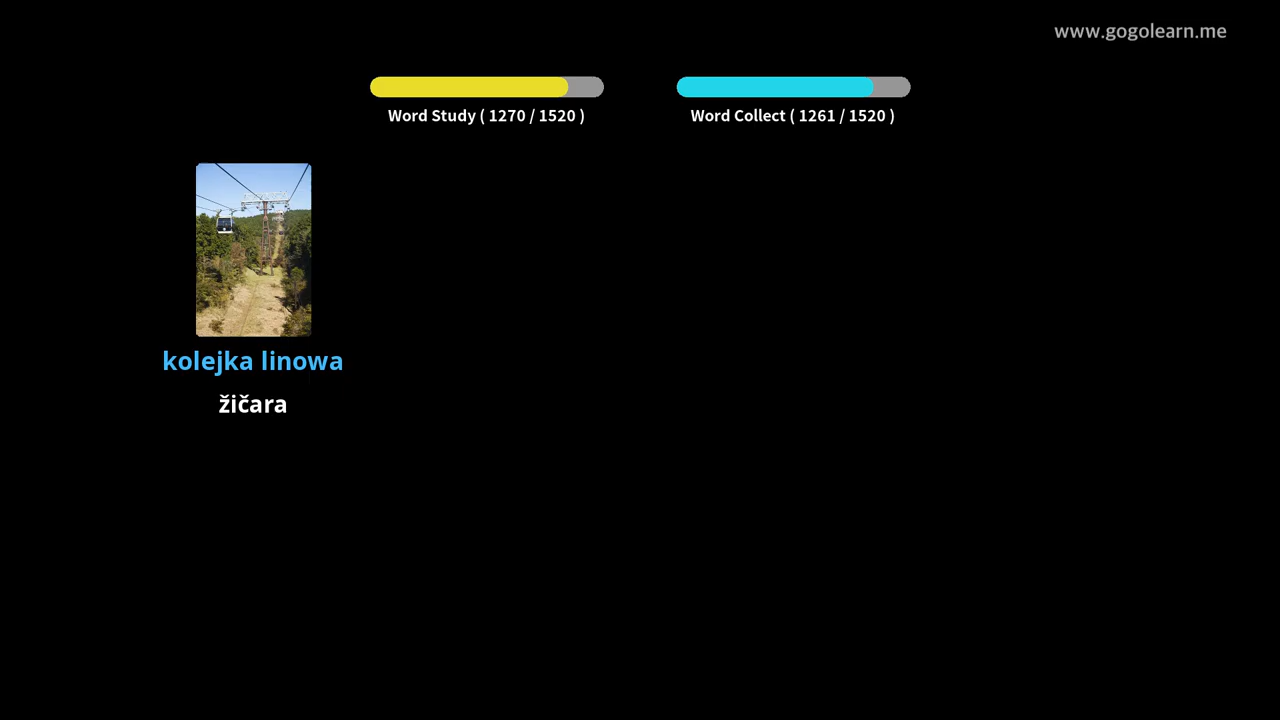 www.gogolearn.me
Word Study ( 1270 / 1520 )
Word Collect ( 1261 / 1520 )
kolejka linowa
žičara